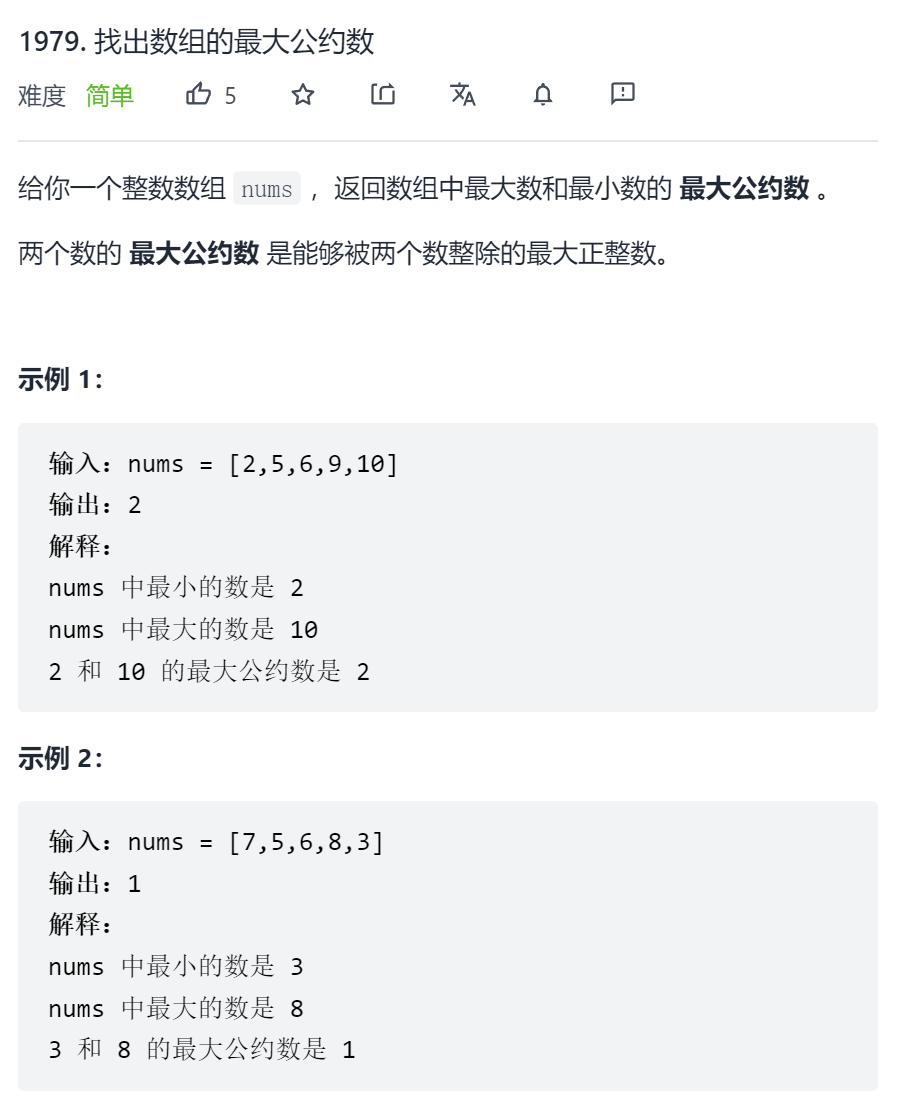 1979. 找出数组的最大公约数
难度 简单 5
给你一个整数数组 nums ，返回数组中最大数和最小数的 最大公约数 。
两个数的 最大公约数 是能够被两个数整除的最大正整数。
示例 1：
输入：nums = [2,5,6,9,10]
输出：2
解释：
nums 中最小的数是 2
nums 中最大的数是 10
2 和 10 的最大公约数是 2
示例 2：
输入：nums = [7,5,6,8,3]
输出：1
解释：
nums 中最小的数是 3
nums 中最大的数是 8
3 和 8 的最大公约数是 1